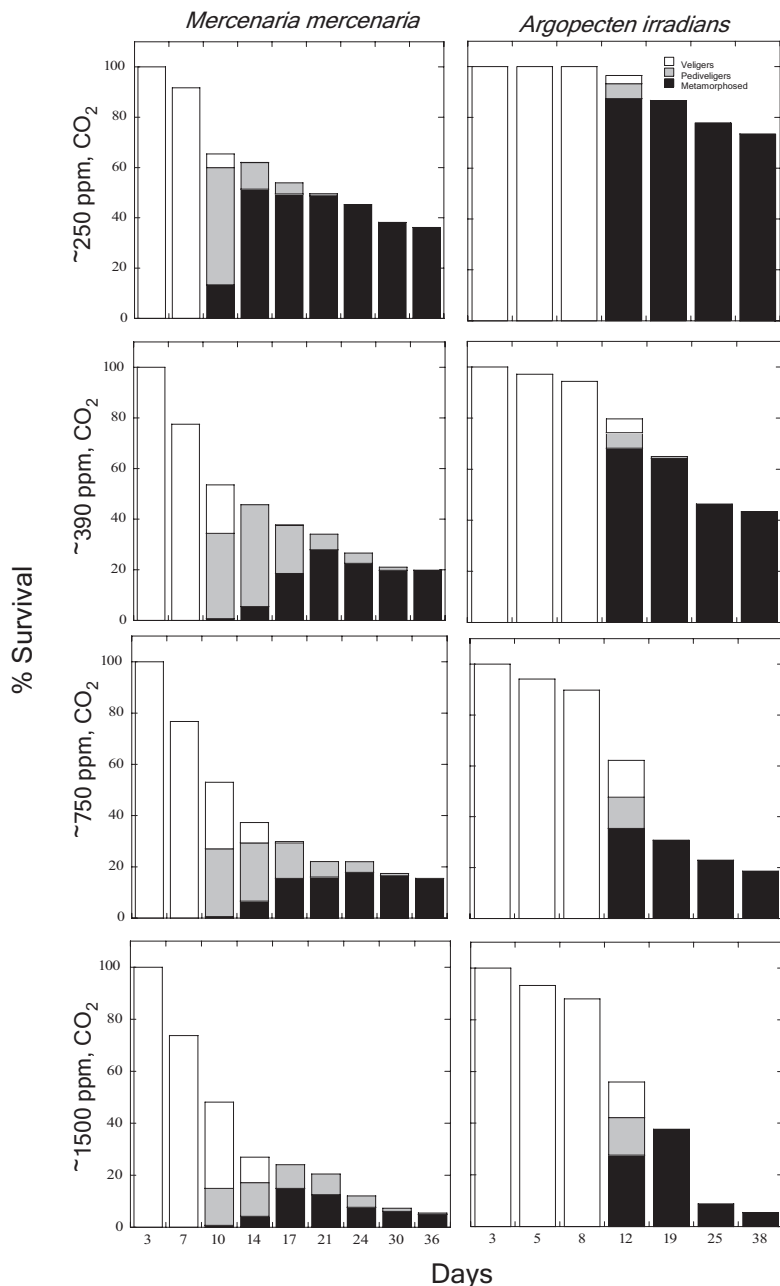 Mercenaria mercenaria
Argopecten irradians
Veligers
Pediveligers
Metamorphosed
100
80
60
40
20
0
~250 ppm, CO2
100
80
60
40
20
0
~390 ppm, CO2
% Survival
100
80
60
40
20
0
~750 ppm, CO2
100
80
60
40
20
0
~1500 ppm, CO2
3 7 10 14 17 21 24 30 36
3 5 8 12 19 25 38
Days